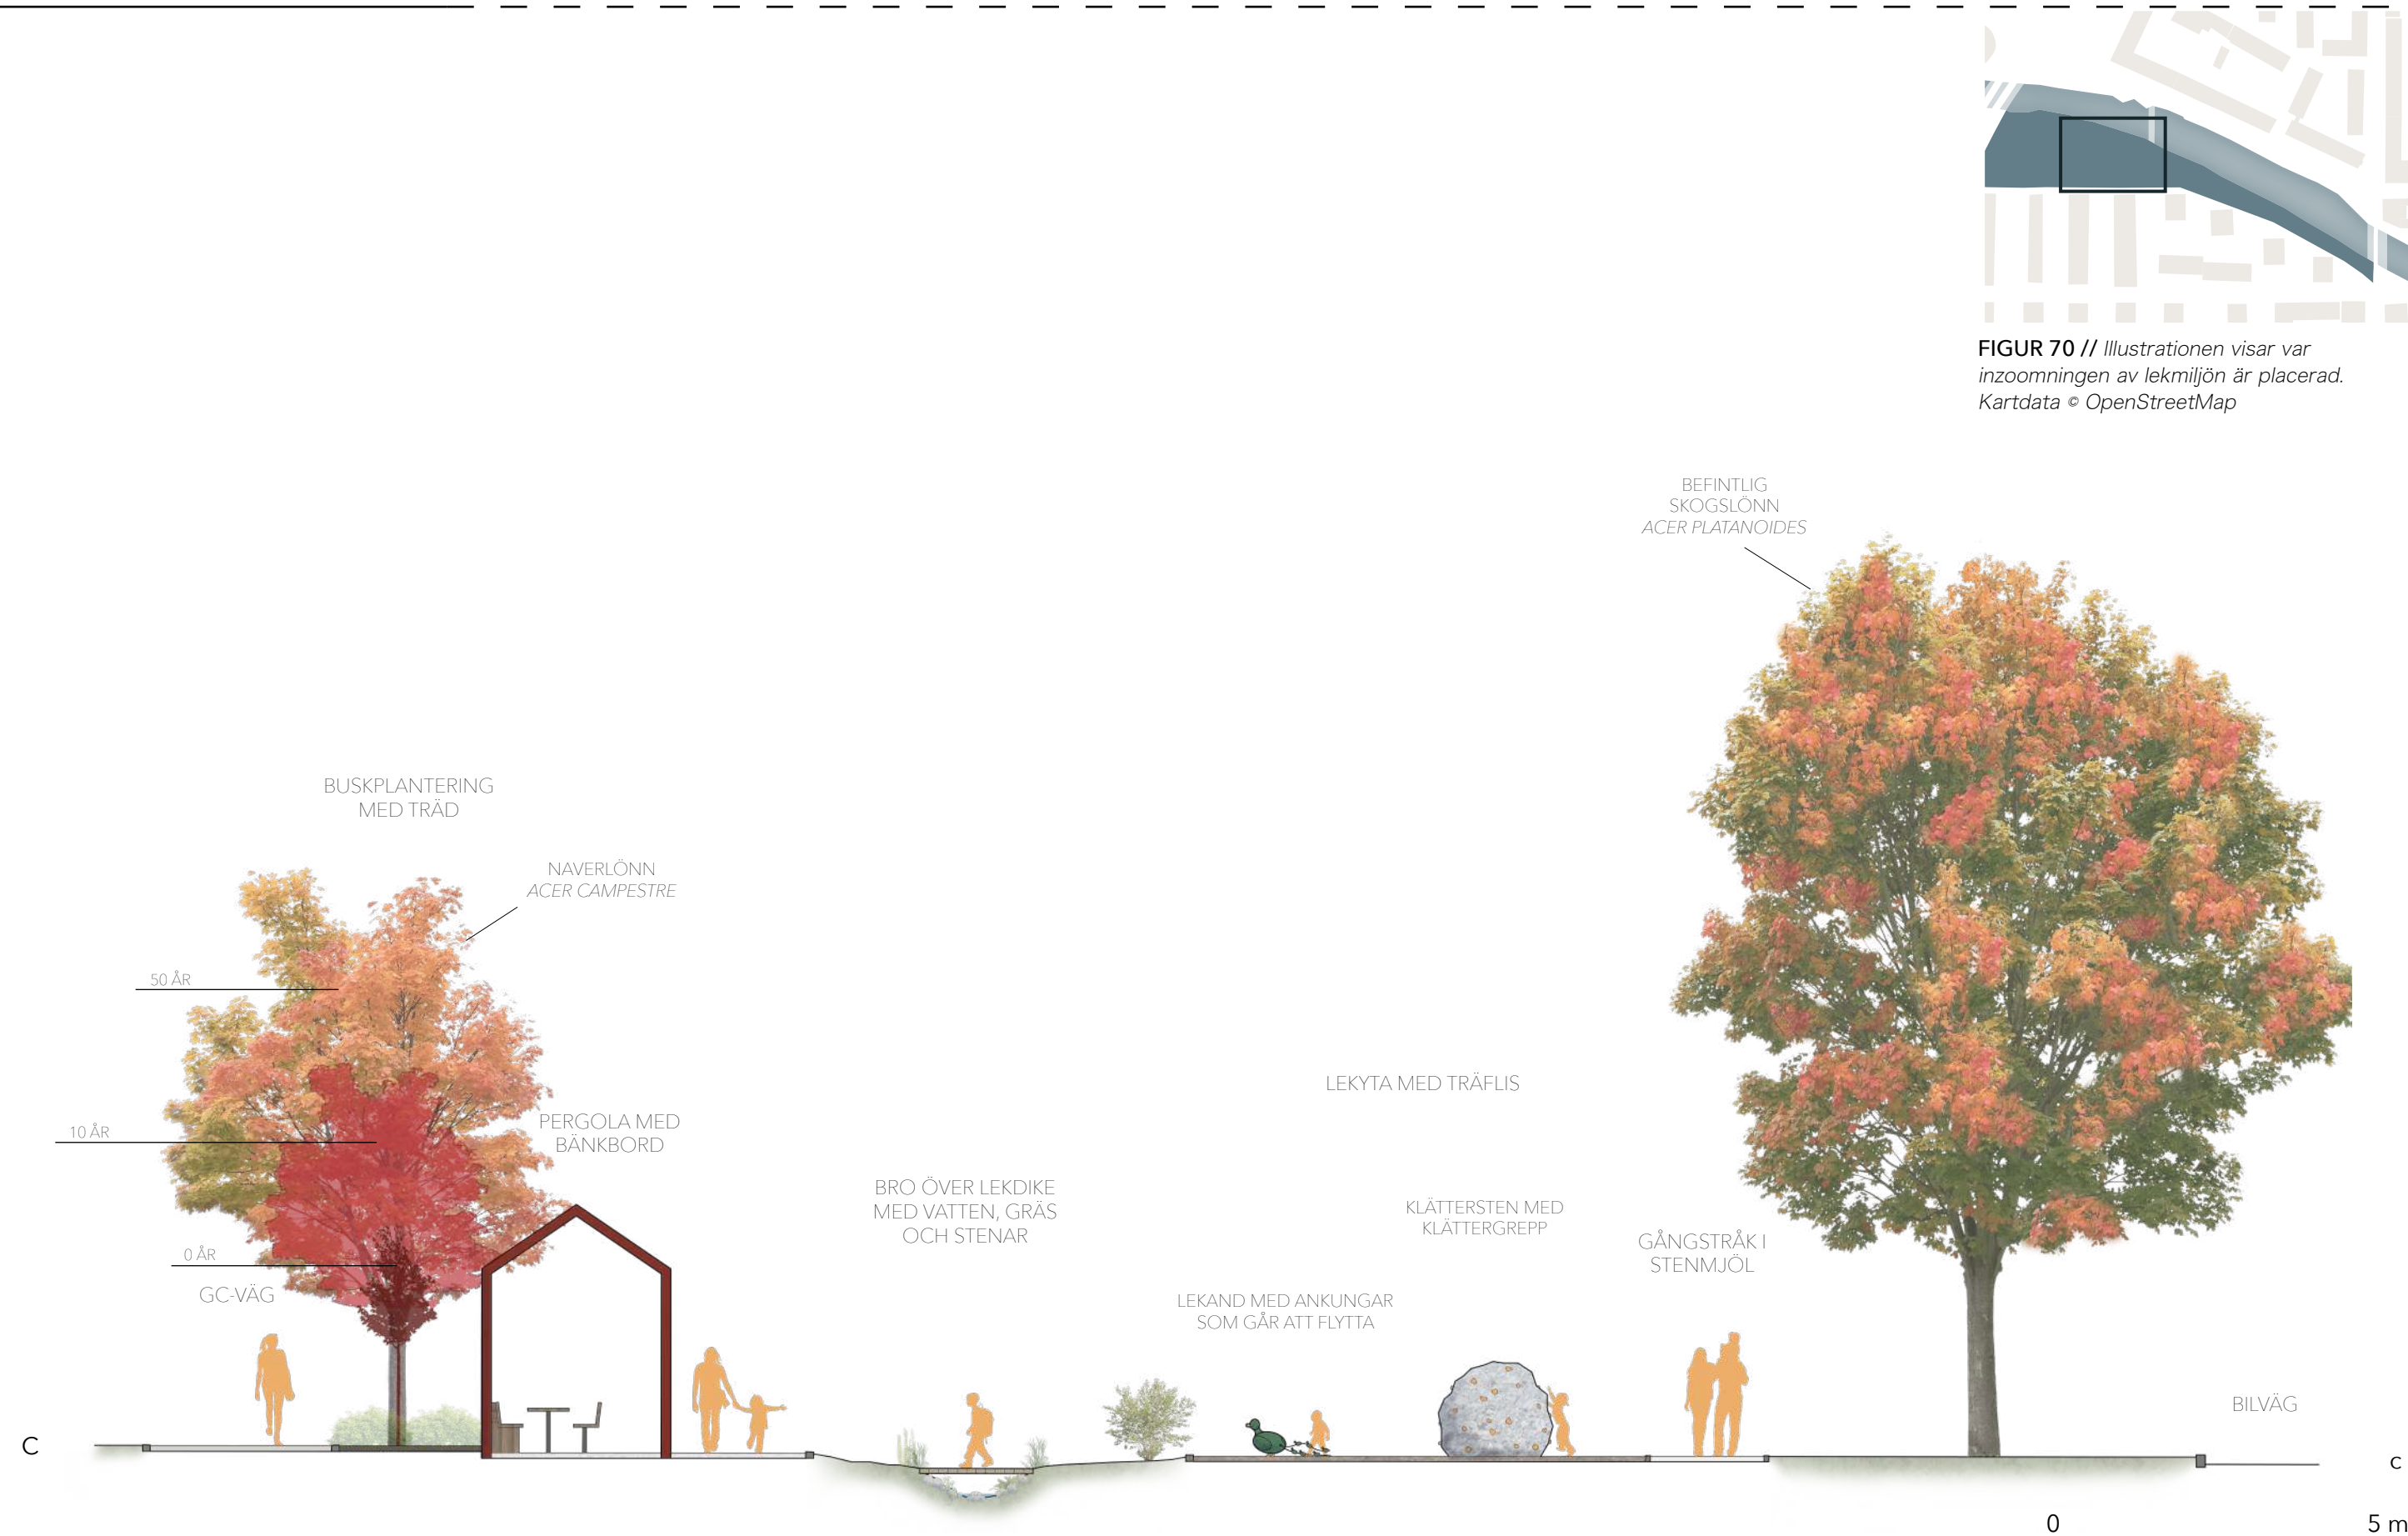 FIGUR 70 // Illustrationen visar var
inzoomningen av lekmiljön är placerad.
Kartdata © OpenStreetMap
BEFINTLIG
SKOGSLÖNN
ACER PLATANOIDES
BUSKPLANTERING
MED TRÄD
NAVERLÖNN
ACER CAMPESTRE
50 ÅR
10 ÅR
0 ÅR
GC-VÄG
PERGOLA MED
BÄNKBORD
BRO ÖVER LEKDIKE
MED VATTEN, GRÄS
OCH STENAR
LEKYTA MED TRÄFLIS
LEKAND MED ANKUNGAR
SOM GÅR ATT FLYTTA
KLÄTTERSTEN MED
KLÄTTERGREPP
GÅNGSTRÅK I
STENMJÖL
BILVÄG
C
c
0
5 m